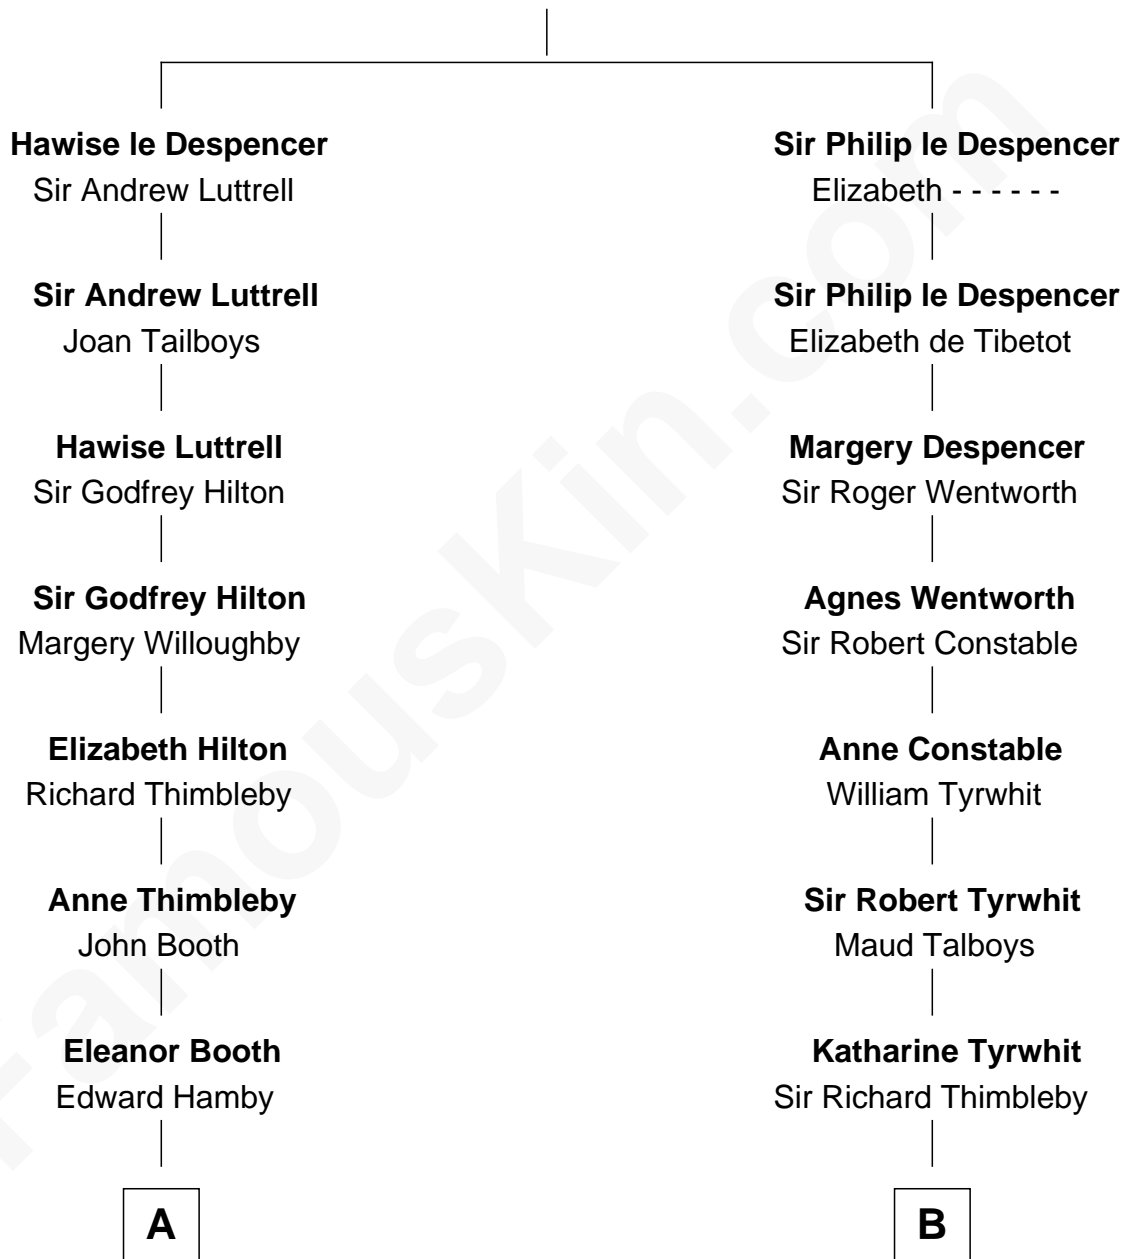 Hawise le Despencer
Sir Andrew Luttrell
Sir Andrew Luttrell
Joan Tailboys
Hawise Luttrell
Sir Godfrey Hilton
Sir Godfrey Hilton
Margery Willoughby
Elizabeth Hilton
Richard Thimbleby
Anne Thimbleby
John Booth
Eleanor Booth
Edward Hamby
A
Sir Philip le Despencer
Elizabeth - - - - - -
Sir Philip le Despencer
Elizabeth de Tibetot
Margery Despencer
Sir Roger Wentworth
Agnes Wentworth
Sir Robert Constable
Anne Constable
William Tyrwhit
Sir Robert Tyrwhit
Maud Talboys
Katharine Tyrwhit
Sir Richard Thimbleby
B
FamousKin.com